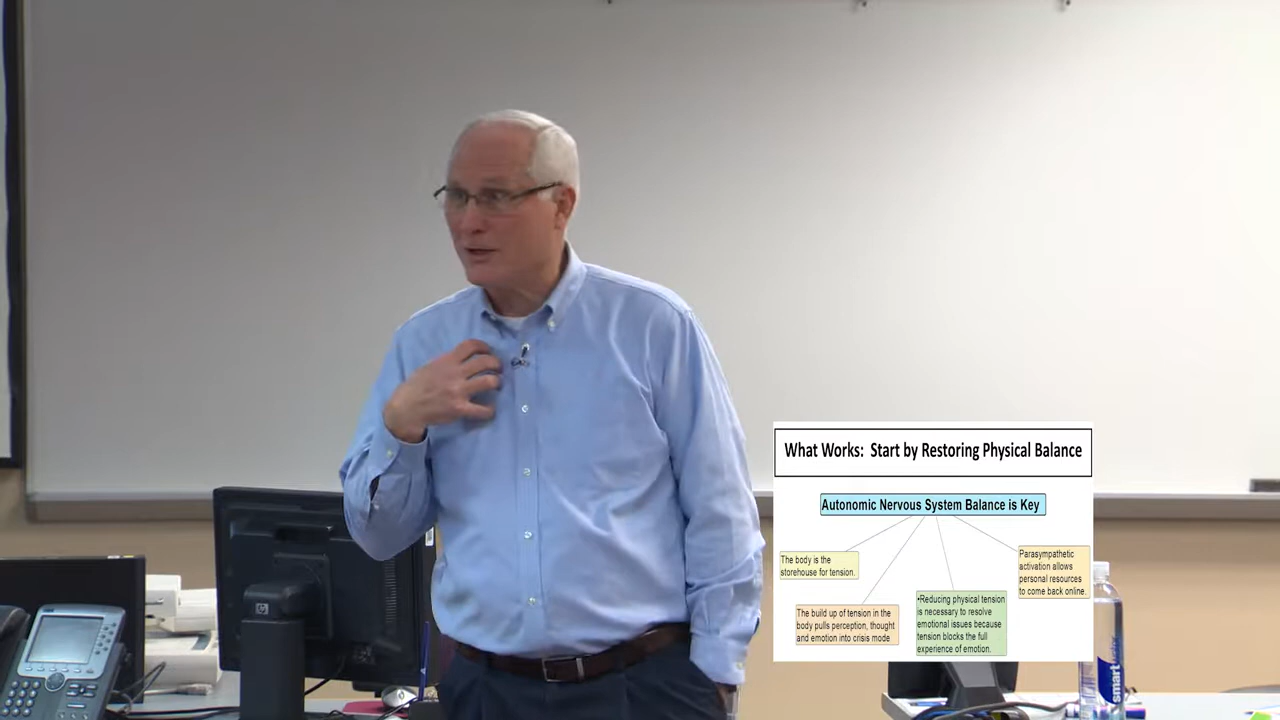 What Works: Start by Restoring Physical Balance
Autonomic Nervous System Balance is Key
The body is the
storehouse for tension.
The build up of tension in the
body pulls perception, thought
and emotion into crisis mode
•Reducing physical tension
is necessary to resolve
emotional issues because
tension blocks the full
experience of emotion.
Parasympathetic
activation allows
personal resources
to come back online.
hp
smart